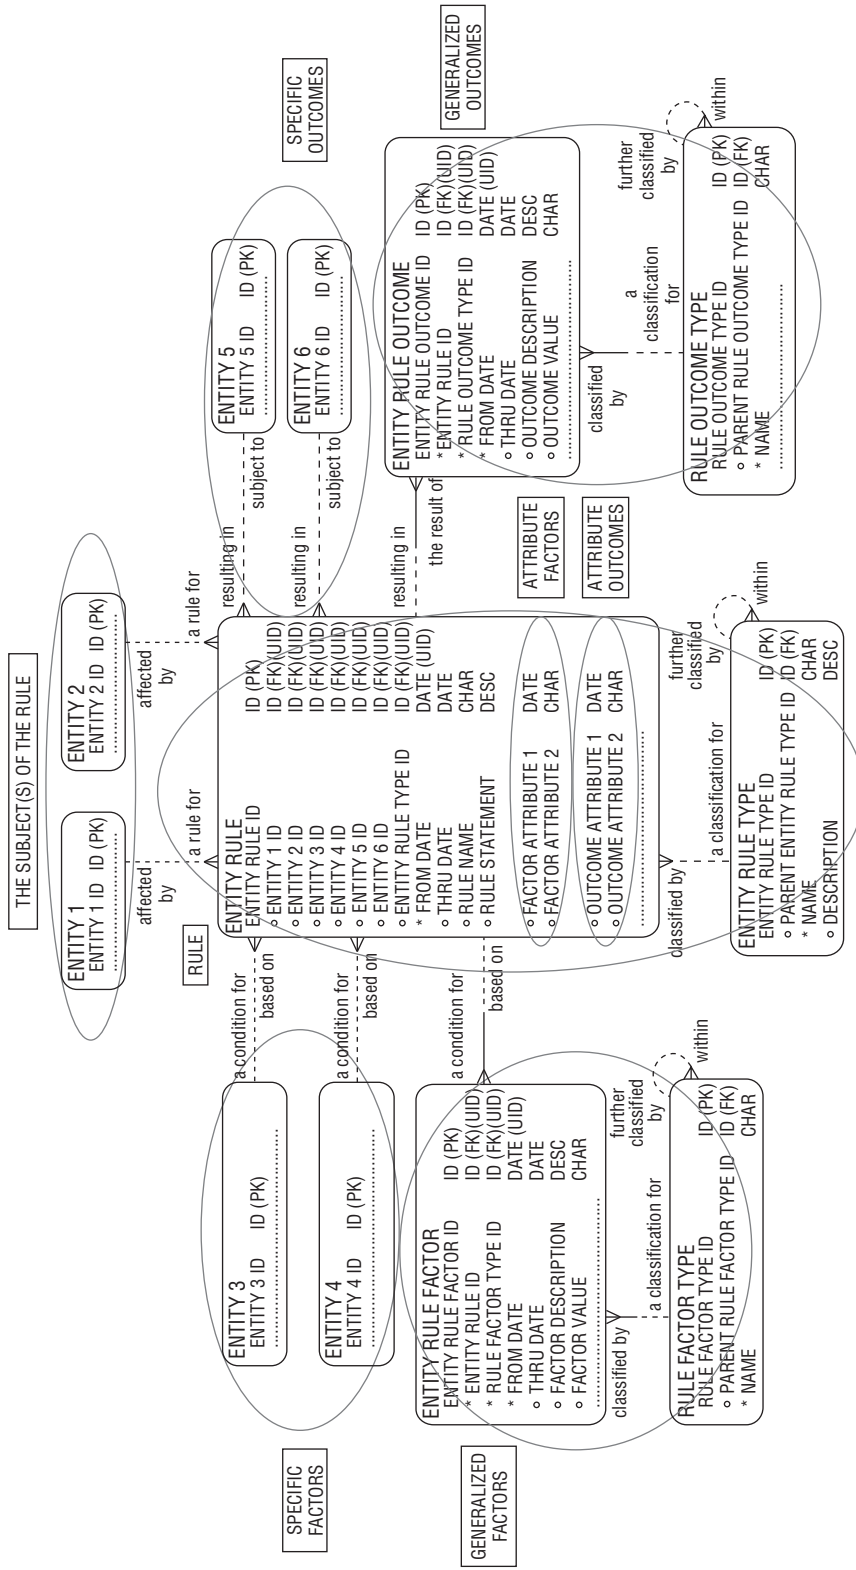 THE SUBJECT(S) OF THE RULE
ENTITY 1
ENTITY 1 ID ID (PK)
ENTITY 2
ENTITY 2 ID ID (PK)
affected by
a rule for
affected by
a rule for
SPECIFIC FACTORS
ENTITY 3
ENTITY 3 ID ID (PK)
ENTITY 4
ENTITY 4 ID ID (PK)
a condition for
based on
a condition for
based on
GENERALIZED FACTORS
ENTITY RULE FACTOR
ENTITY RULE FACTOR ID ID (PK)
* ENTITY RULE ID ID (FK)(UID)
* RULE FACTOR TYPE ID ID (FK)(UID)
* FROM DATE DATE (UID)
o THRU DATE DATE
o FACTOR DESCRIPTION DESC
o FACTOR VALUE CHAR
a condition for
based on
classified by
a classification for
further classified by
within
RULE FACTOR TYPE
RULE FACTOR TYPE ID ID (PK)
o PARENT RULE FACTOR TYPE ID ID (FK)
* NAME CHAR
RULE
ENTITY RULE
ENTITY RULE ID ID (PK)
o ENTITY 1 ID ID (FK)(UID)
o ENTITY 2 ID ID (FK)(UID)
o ENTITY 3 ID ID (FK)(UID)
o ENTITY 4 ID ID (FK)(UID)
o ENTITY 5 ID ID (FK)(UID)
o ENTITY 6 ID ID (FK)(UID)
o ENTITY RULE TYPE ID ID (FK)(UID)
* FROM DATE DATE (UID)
o THRU DATE DATE
o RULE NAME CHAR
o RULE STATEMENT DESC
o FACTOR ATTRIBUTE 1 DATE
o FACTOR ATTRIBUTE 2 CHAR
o OUTCOME ATTRIBUTE 1 DATE
o OUTCOME ATTRIBUTE 2 CHAR
ATTRIBUTE FACTORS
ATTRIBUTE OUTCOMES
classified by
a classification for
further classified by
within
ENTITY RULE TYPE
ENTITY RULE TYPE ID ID (PK)
o PARENT ENTITY RULE TYPE ID ID (FK)
* NAME CHAR
o DESCRIPTION DESC
SPECIFIC OUTCOMES
ENTITY 5
ENTITY 5 ID ID (PK)
ENTITY 6
ENTITY 6 ID ID (PK)
resulting in
subject to
resulting in
subject to
GENERALIZED OUTCOMES
resulting in
the result of
ENTITY RULE OUTCOME
ENTITY RULE OUTCOME ID ID (PK)
* ENTITY RULE ID ID (FK)(UID)
* RULE OUTCOME TYPE ID ID (FK)(UID)
* FROM DATE DATE (UID)
o THRU DATE DATE
o OUTCOME DESCRIPTION DESC
o OUTCOME VALUE CHAR
classified by
a classification for
further classified by
within
RULE OUTCOME TYPE
RULE OUTCOME TYPE ID ID (PK)
o PARENT RULE OUTCOME TYPE ID ID (FK)
* NAME CHAR